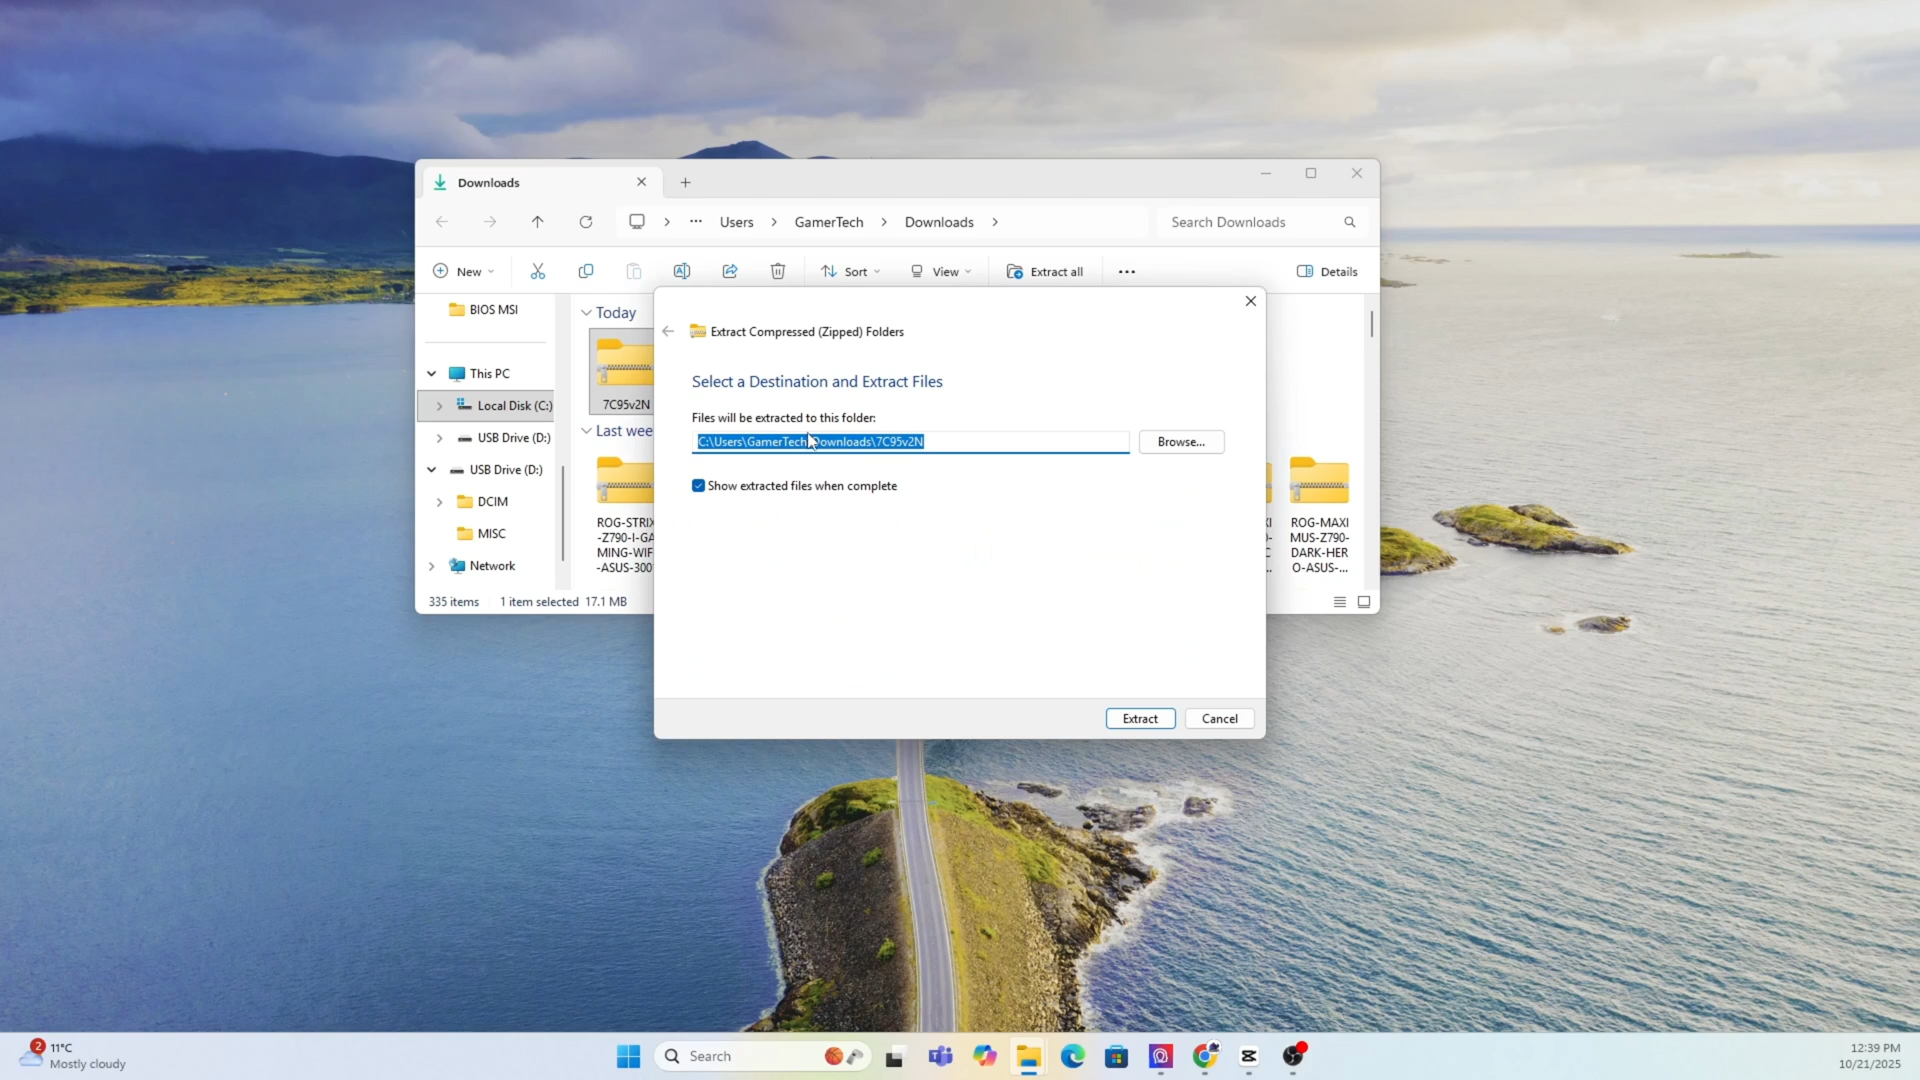 Downloads
Users
GamerTech
Downloads
Search Downloads
New
Sort
View
Extract all
Details
BIOS MSI
This PC
Local Disk (C:)
USB Drive (D:)
USB Drive (D:)
DCIM
MISC
Network
Today
7C95v2N
Last wee
ROG-STRIX
-Z790-I-GA
MING-WIF
-ASUS-300
ROG-MAXI
MUS-Z790-
DARK-HER
O-ASUS-...
335 items
1 item selected 17.1 MB
Extract Compressed (Zipped) Folders
Select a Destination and Extract Files
Files will be extracted to this folder:
C:\Users\GamerTech\Downloads\7C95v2N
Browse...
Show extracted files when complete
Extract
Cancel
2
11°C
Mostly cloudy
Search
12:39 PM
10/21/2025